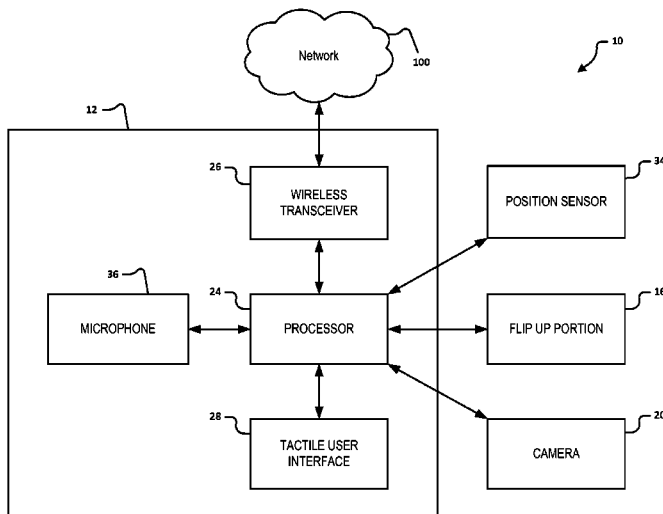 Network
100
10
12
26
WIRELESS
TRANSCEIVER
34
POSITION SENSOR
36
MICROPHONE
24
PROCESSOR
16
FLIP UP PORTION
28
TACTILE USER
INTERFACE
20
CAMERA